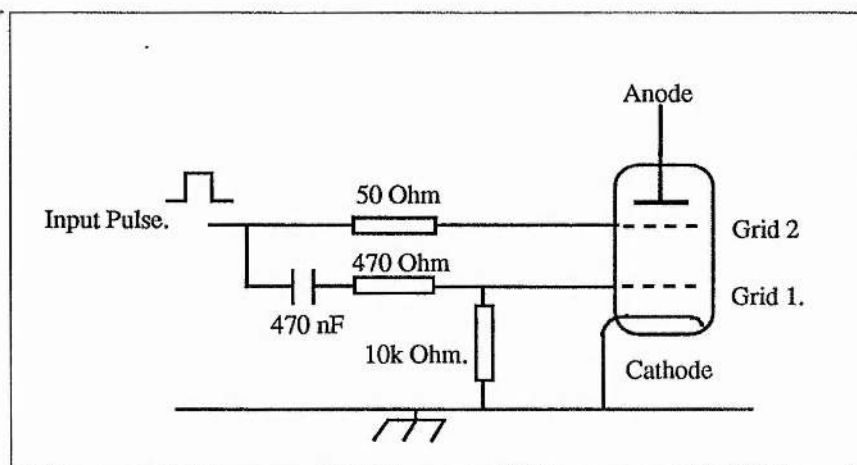 Anode
50 Ohm
Input Pulse.
Grid 2
470 Ohm
Grid 1.
470 nF
10k Ohm.
Cathode